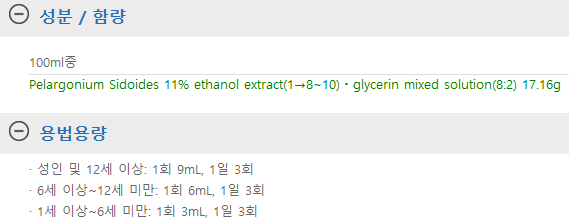 성분 / 함량
100ml중
Pelargonium Sidoides 11% ethanol extract(1→8~10)·glycerin mixed solution(8:2) 17.16g
용법용량
· 성인 및 12세 이상: 1회 9mL, 1일 3회
· 6세 이상~12세 미만: 1회 6mL, 1일 3회
· 1세 이상~6세 미만: 1회 3mL, 1일 3회